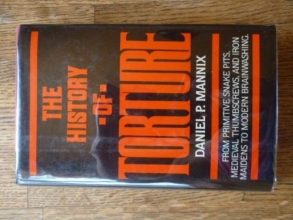 THE
HISTORY
-OF-
TORTURE
DANIEL P. MANNIX
FROM PRIMITIVE SNAKE PITS,
MEDIEVAL THUMBSCREWS, AND IRON
MAIDENS TO MODERN BRAINWASHING.